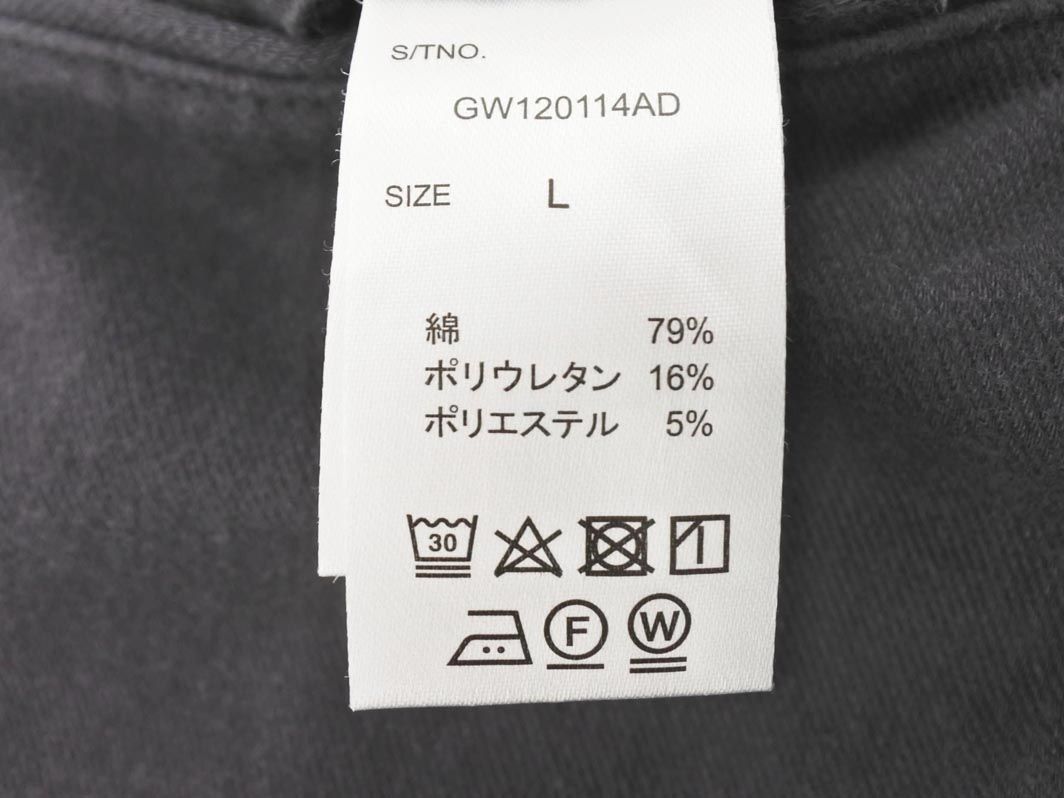 S/TNO.
GW120114AD
SIZE L
綿 79%
ポリウレタン 16%
ポリエステル 5%
30
F W